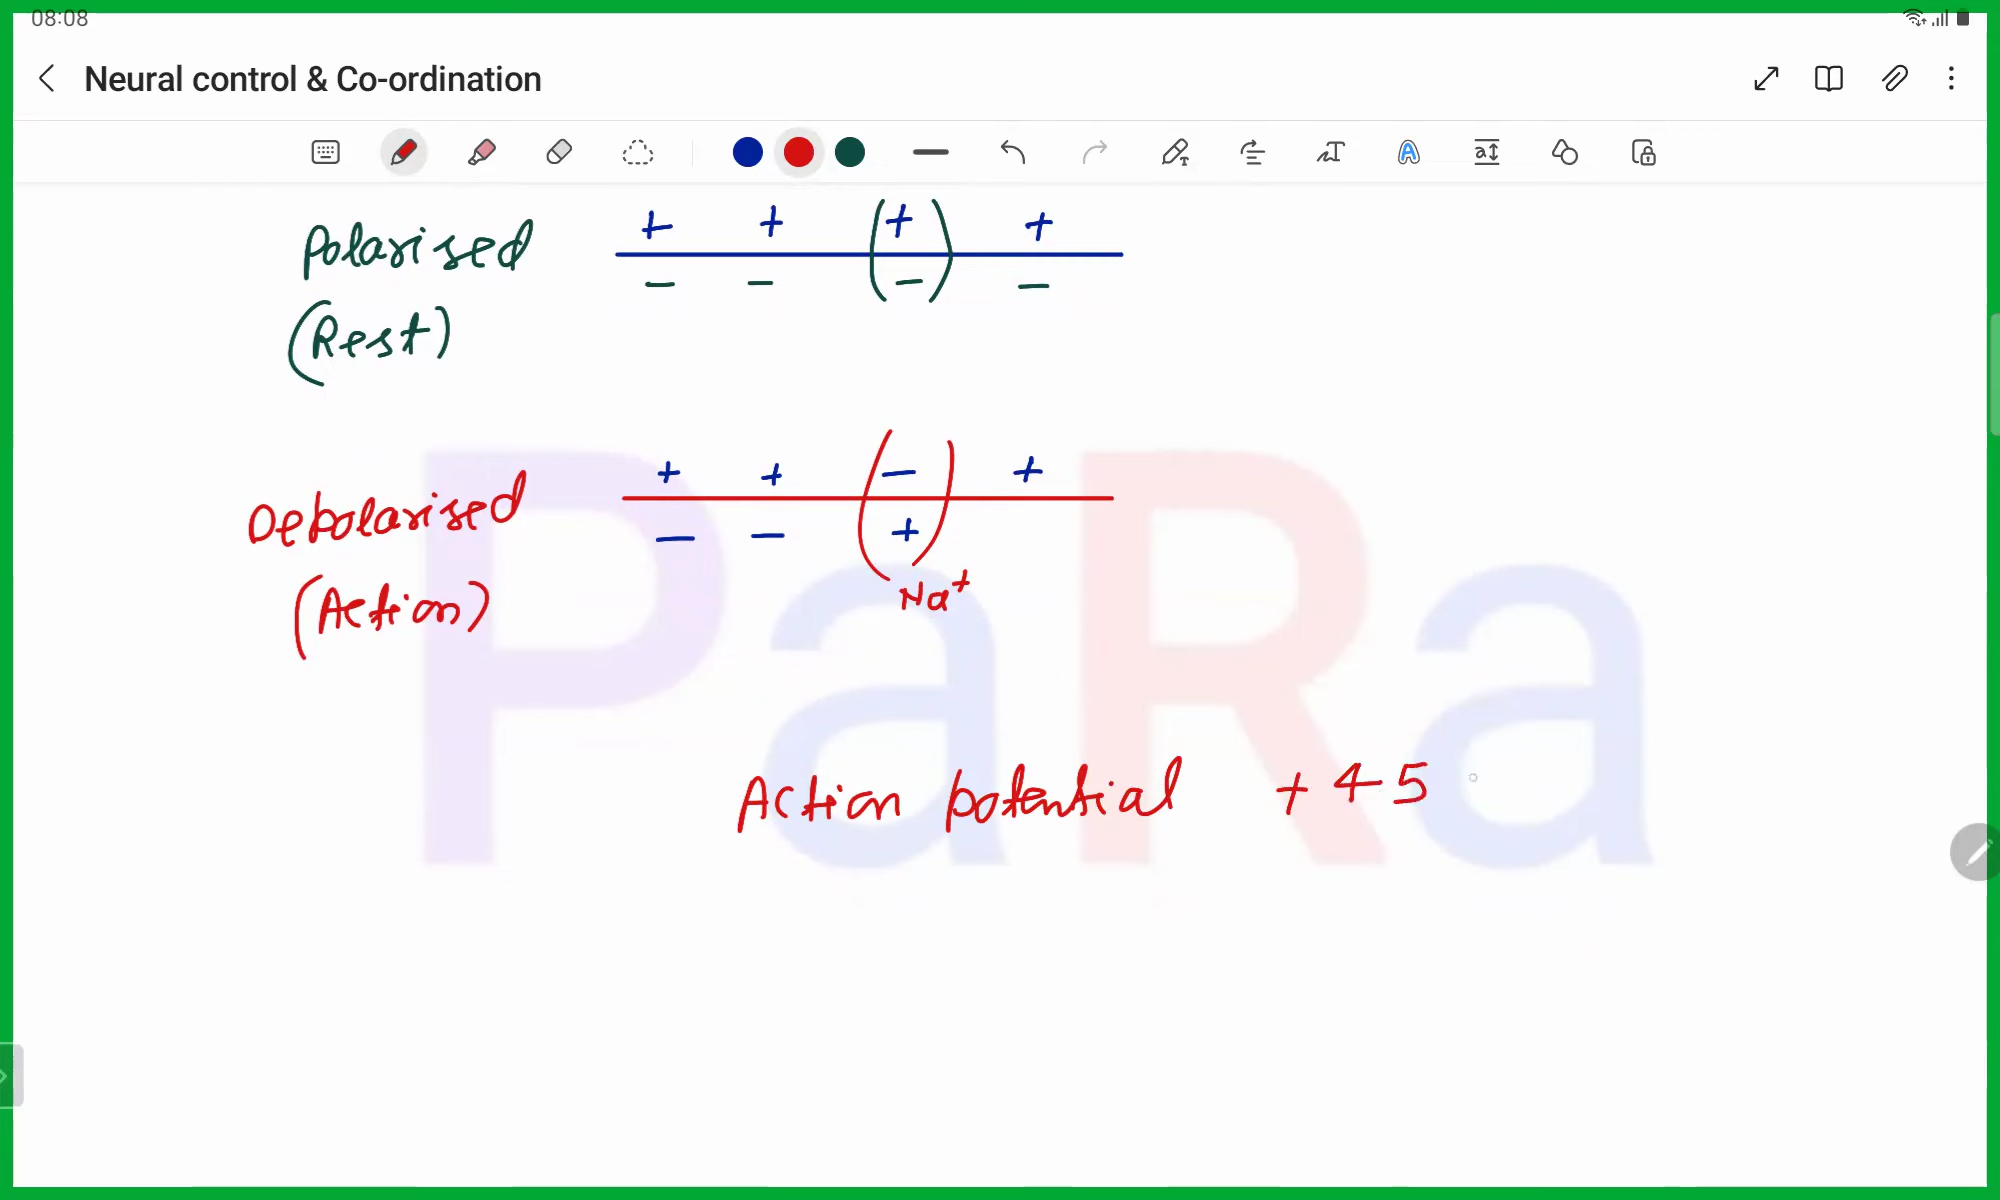 08:08
Neural control & Co-ordination
+ + (+) +
Polarised
- - (-) -
(Rest)
+ + (- +
Depolarised
- - +)
Na+
(Action)
PaRa
Action potential + 45